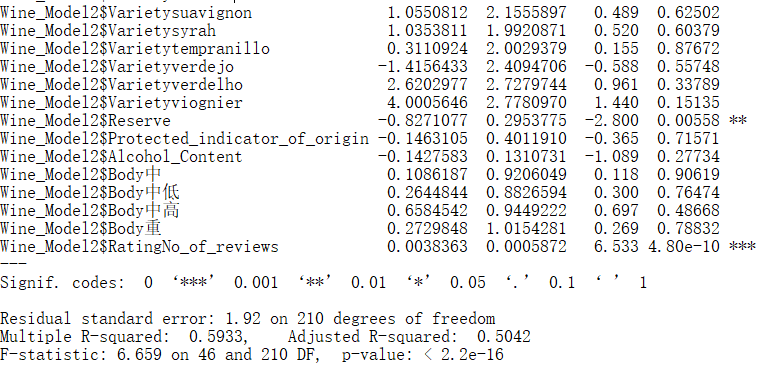 Wine_Model2$Varietysuavignon 1.0550812 2.1555897 0.489 0.62502
Wine_Model2$Varietysyrah 1.0353811 1.9920871 0.520 0.60379
Wine_Model2$Varietytempranillo 0.3110924 2.0029379 0.155 0.87672
Wine_Model2$Varietyverdejo -1.4156433 2.4094706 -0.588 0.55748
Wine_Model2$Varietyverdelho 2.6202977 2.7279744 0.961 0.33789
Wine_Model2$Varietyviognier 4.0005646 2.7780970 1.440 0.15135
Wine_Model2$Reserve -0.8271077 0.2953775 -2.800 0.00558 **
Wine_Model2$Protected_indicator_of_origin -0.1463105 0.4011910 -0.365 0.71571
Wine_Model2$Alcohol_Content -0.1427583 0.1310731 -1.089 0.27734
Wine_Model2$Body中 0.1086187 0.9206049 0.118 0.90619
Wine_Model2$Body中低 0.2644844 0.8826594 0.300 0.76474
Wine_Model2$Body中高 0.6584542 0.9449222 0.697 0.48668
Wine_Model2$Body重 0.2729848 1.0154281 0.269 0.78832
Wine_Model2$RatingNo_of_reviews 0.0038363 0.0005872 6.533 4.80e-10 ***
---
Signif. codes: 0 ‘***’ 0.001 ‘**’ 0.01 ‘*’ 0.05 ‘.’ 0.1 ‘ ’ 1
Residual standard error: 1.92 on 210 degrees of freedom
Multiple R-squared: 0.5933, Adjusted R-squared: 0.5042
F-statistic: 6.659 on 46 and 210 DF, p-value: < 2.2e-16